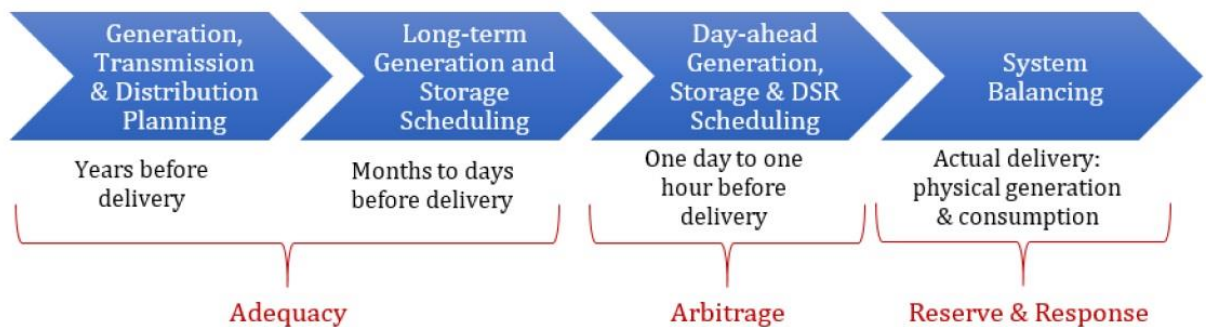 Generation,
Transmission
& Distribution
Planning
Long-term
Generation and
Storage
Scheduling
Day-ahead
Generation,
Storage & DSR
Scheduling
System
Balancing
Years before
delivery
Months to days
before delivery
One day to one
hour before
delivery
Actual delivery:
physical generation
& consumption
Adequacy
Arbitrage
Reserve & Response